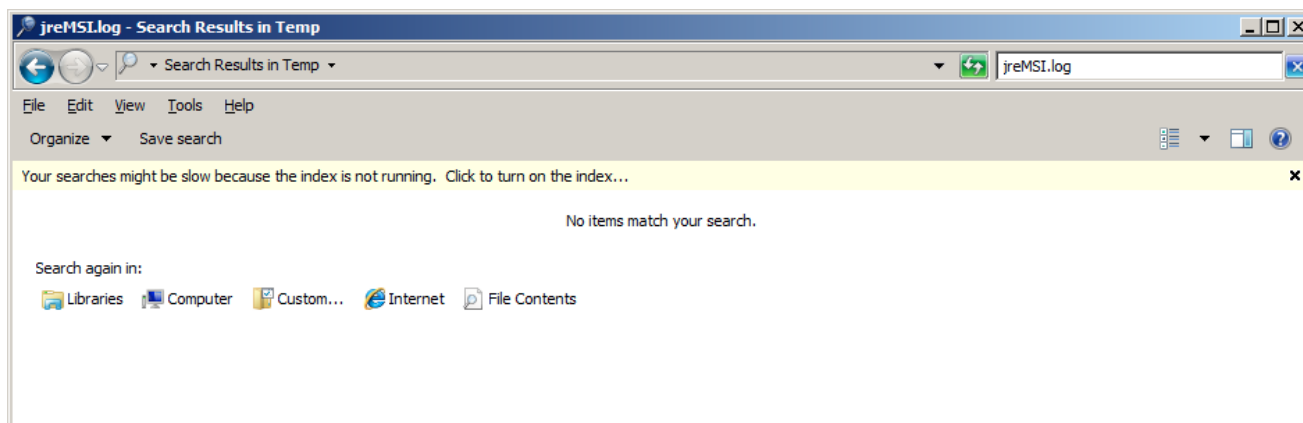 jreMSI.log - Search Results in Temp
Search Results in Temp
jreMSI.log
File Edit View Tools Help
Organize Save search
Your searches might be slow because the index is not running. Click to turn on the index...
No items match your search.
Search again in:
Libraries Computer Custom... Internet File Contents